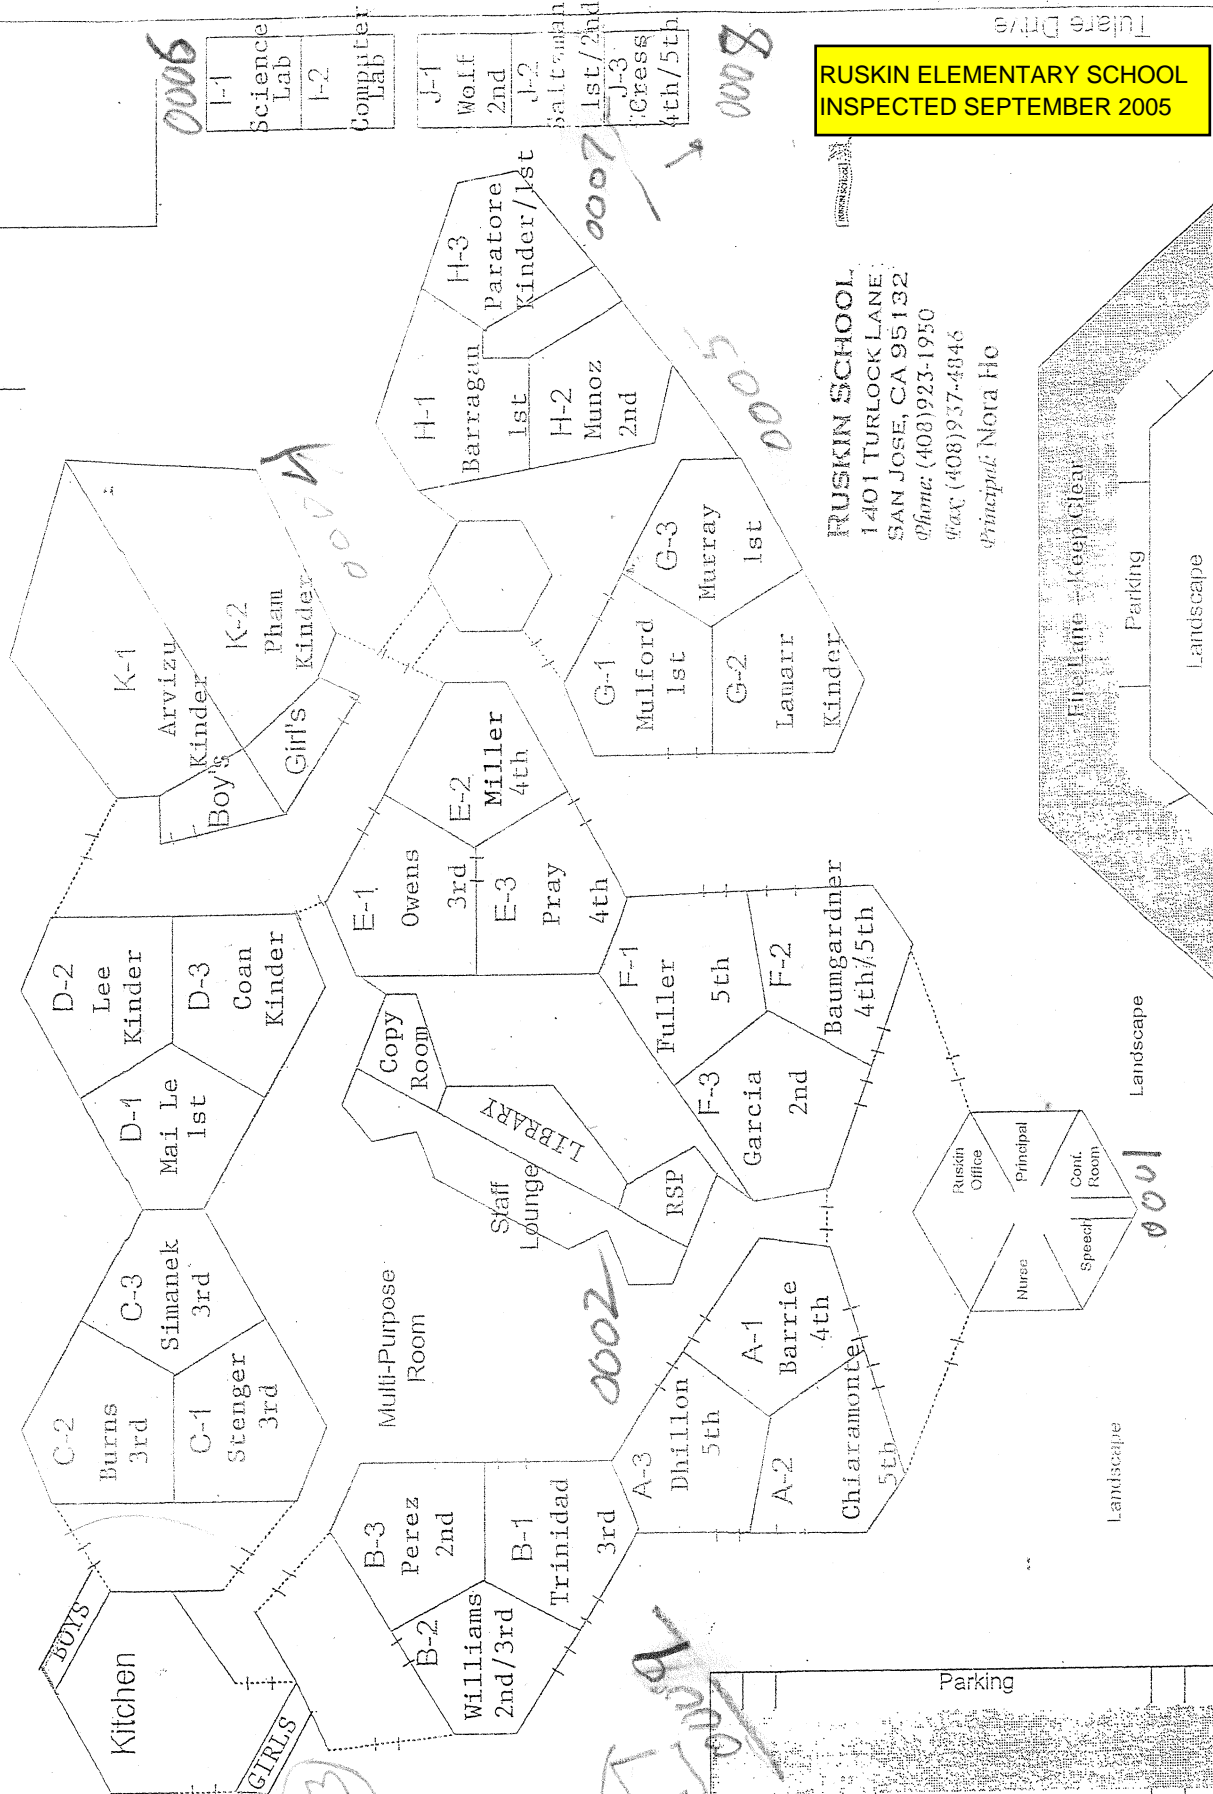 Tulare Drive
RUSKIN ELEMENTARY SCHOOL
INSPECTED SEPTEMBER 2005
0006
I-1
Science
Lab
I-2
Computer
Lab
J-1
Wolff
2nd
J-2
Saltzman
1st/2nd
J-3
Cress
4th/5th
0008
0007
H-3
Paratore
Kinder/1st
H-1
Barragan
1st
H-2
Munoz
2nd
0005
RUSKIN SCHOOL
1401 TURLOCK LANE
SAN JOSE, CA 95132
Phone: (408)923-1950
Fax: (408)937-4846
Principal: Nora Ho
K-1
Arvizu
Kinder
K-2
Pham
Kinder
0004
Boy's
Girl's
G-3
Murray
1st
G-1
Mulford
1st
G-2
Lamarr
Kinder
Fire Lane - Keep Clear
Parking
Landscape
E-2
Miller
4th
E-1
Owens
3rd
E-3
Pray
4th
D-2
Lee
Kinder
D-3
Coan
Kinder
D-1
Mai Le
1st
F-1
Fuller
5th
F-2
Baumgardner
4th/5th
F-3
Garcia
2nd
Copy
Room
LIBRARY
RSP
Staff
Lounge
Multi-Purpose
Room
0002
C-3
Simanek
3rd
C-2
Burns
3rd
C-1
Stenger
3rd
A-1
Barrie
4th
A-3
Dhillon
5th
A-2
Chiaramonte
5th
Ruskin
Office
Principal
Conf.
Room
Nurse
Speech
0001
Landscape
Landscape
B-3
Perez
2nd
B-1
Trinidad
3rd
B-2
Williams
2nd/3rd
BOYS
Kitchen
GIRLS
Parking